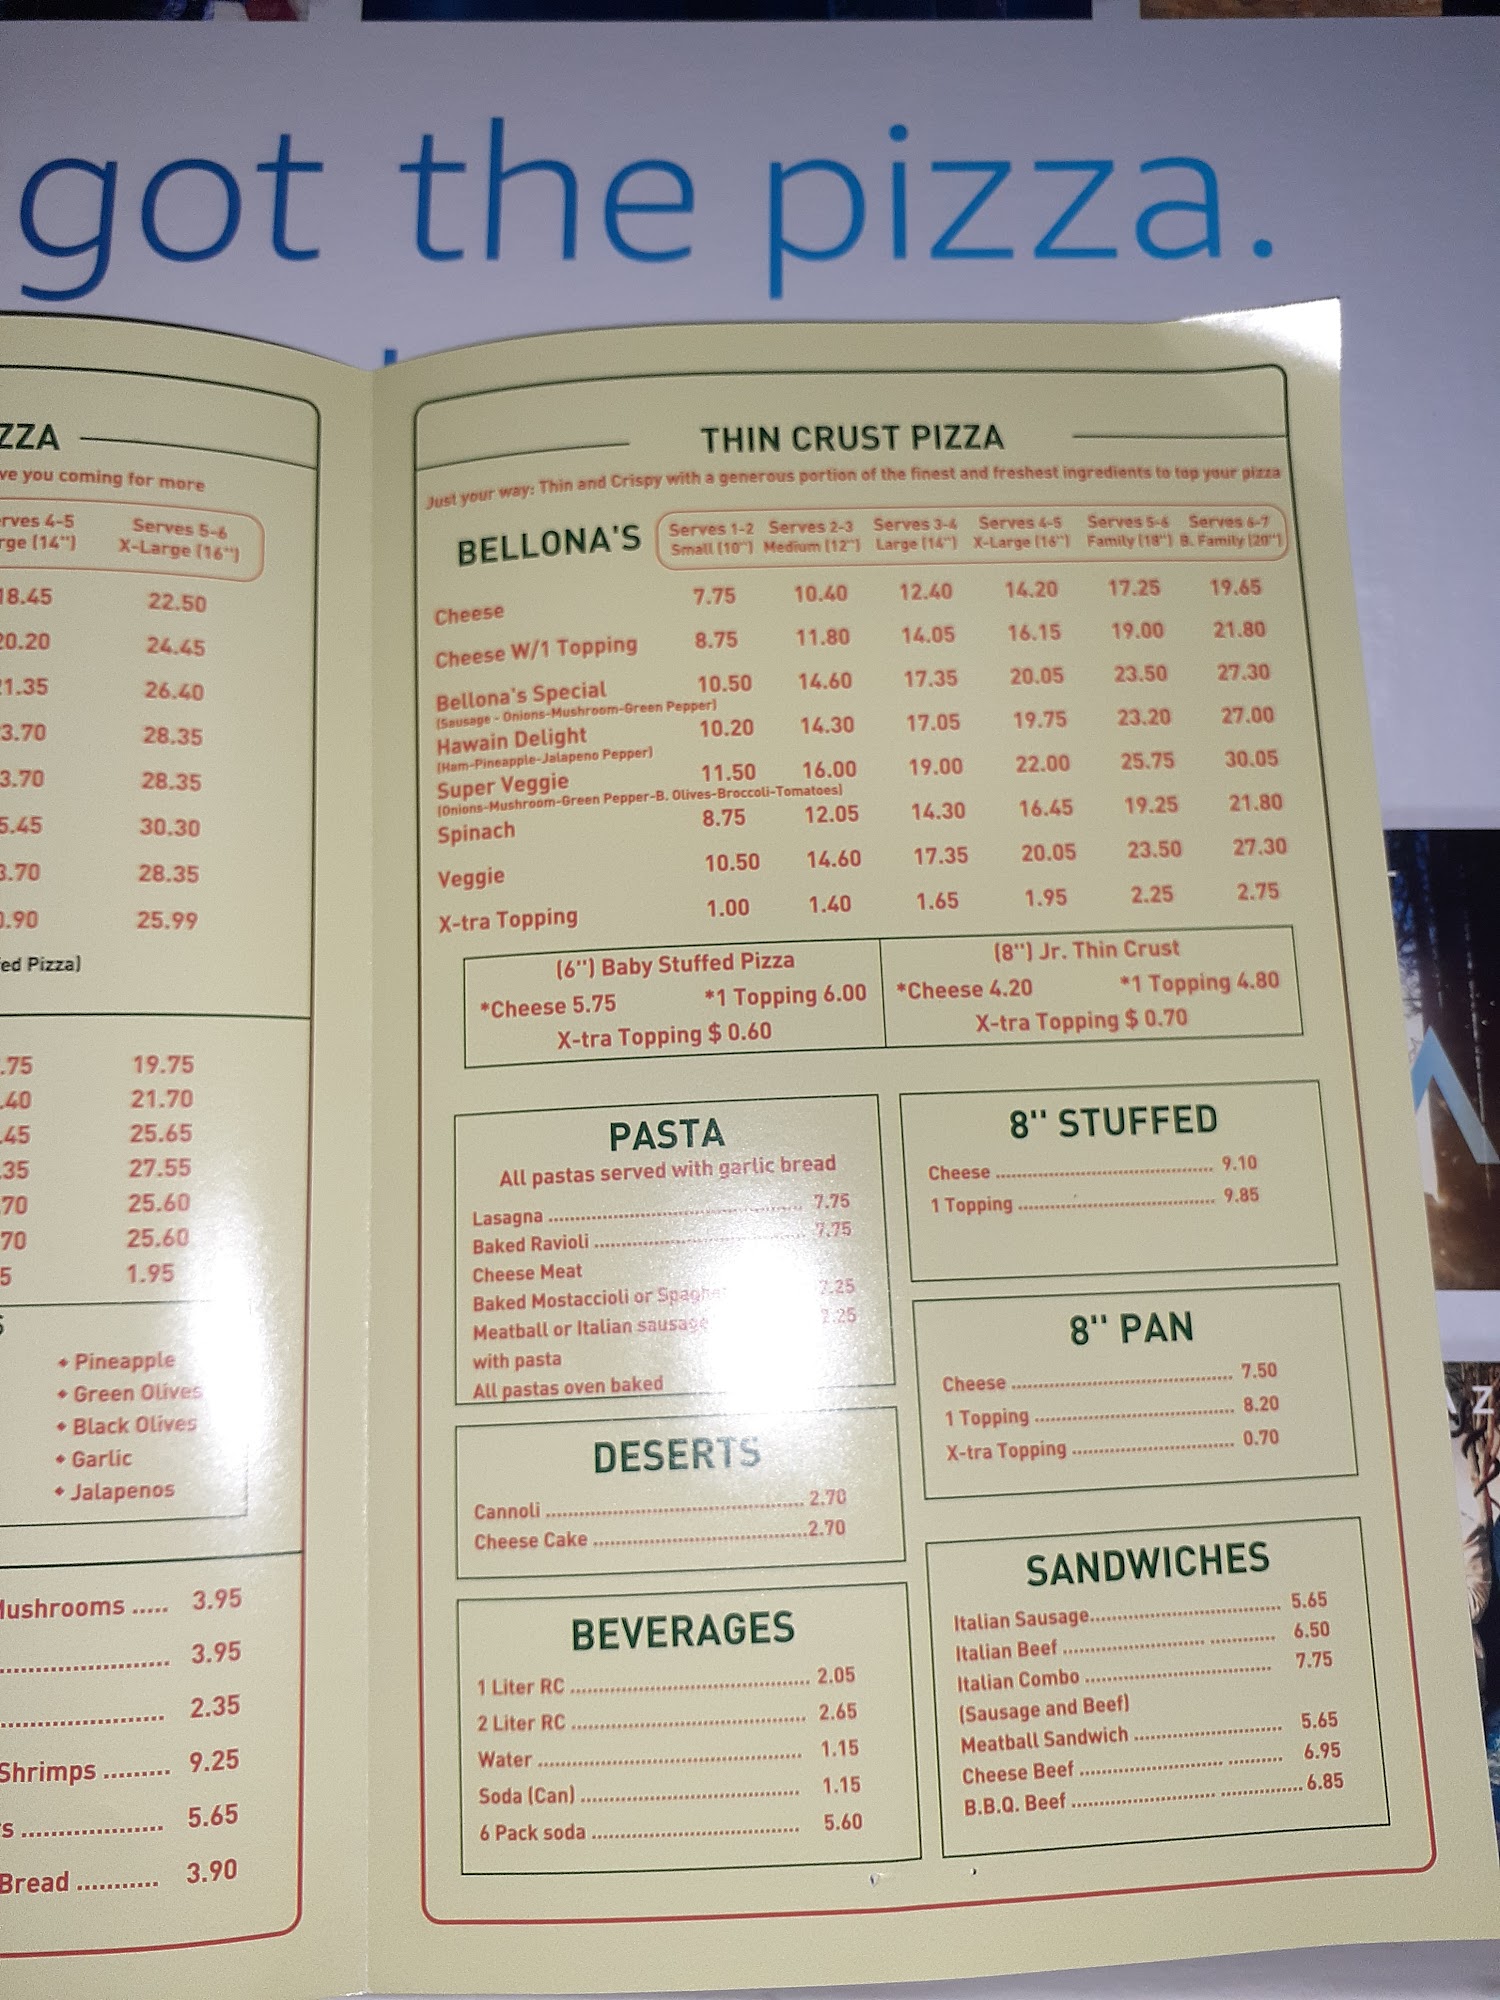 got the pizza.
ZZA
ve you coming for more
rves 4-5 Serves 5-6
rge (14") X-Large (16")
18.45 22.50
20.20 24.45
21.35 26.40
3.70 28.35
3.70 28.35
5.45 30.30
3.70 28.35
0.90 25.99
ed Pizza)
.75 19.75
.40 21.70
.45 25.65
.35 27.55
70 25.60
70 25.60
5 1.95
S
Pineapple
Green Olives
Black Olives
Garlic
Jalapenos
Mushrooms ..... 3.95
..................... 3.95
..................... 2.35
Shrimps ......... 9.25
s ................... 5.65
Bread ........... 3.90
THIN CRUST PIZZA
Just your way: Thin and Crispy with a generous portion of the finest and freshest ingredients to top your pizza
BELLONA'S
Serves 1-2 Serves 2-3 Serves 3-4 Serves 4-5 Serves 5-6 Serves 6-7
Small (10") Medium (12") Large (14") X-Large (16") Family (18") B. Family (20")
Cheese 7.75 10.40 12.40 14.20 17.25 19.65
Cheese W/1 Topping 8.75 11.80 14.05 16.15 19.00 21.80
Bellona's Special 10.50 14.60 17.35 20.05 23.50 27.30
(Sausage - Onions-Mushroom-Green Pepper)
Hawain Delight 10.20 14.30 17.05 19.75 23.20 27.00
(Ham-Pineapple-Jalapeno Pepper)
Super Veggie 11.50 16.00 19.00 22.00 25.75 30.05
(Onions-Mushroom-Green Pepper-B. Olives-Broccoli-Tomatoes)
Spinach 8.75 12.05 14.30 16.45 19.25 21.80
Veggie 10.50 14.60 17.35 20.05 23.50 27.30
X-tra Topping 1.00 1.40 1.65 1.95 2.25 2.75
(6") Baby Stuffed Pizza
*Cheese 5.75 *1 Topping 6.00
X-tra Topping $ 0.60
(8") Jr. Thin Crust
*Cheese 4.20 *1 Topping 4.80
X-tra Topping $ 0.70
PASTA
All pastas served with garlic bread
Lasagna ........................ 7.75
Baked Ravioli ........................ 7.75
Cheese Meat
Baked Mostaccioli or Spaghe 7.25
Meatball or Italian sausage 2.25
with pasta
All pastas oven baked
DESERTS
Cannoli ........................ 2.70
Cheese Cake ........................ 2.70
BEVERAGES
1 Liter RC ........................ 2.05
2 Liter RC ........................ 2.65
Water ........................ 1.15
Soda (Can) ........................ 1.15
6 Pack soda ........................ 5.60
8" STUFFED
Cheese ........................ 9.10
1 Topping ........................ 9.85
8" PAN
Cheese ........................ 7.50
1 Topping ........................ 8.20
X-tra Topping ........................ 0.70
SANDWICHES
Italian Sausage........................ 5.65
Italian Beef ........................ 6.50
Italian Combo ........................ 7.75
(Sausage and Beef)
Meatball Sandwich ........................ 5.65
Cheese Beef ........................ 6.95
B.B.Q. Beef ........................ 6.85